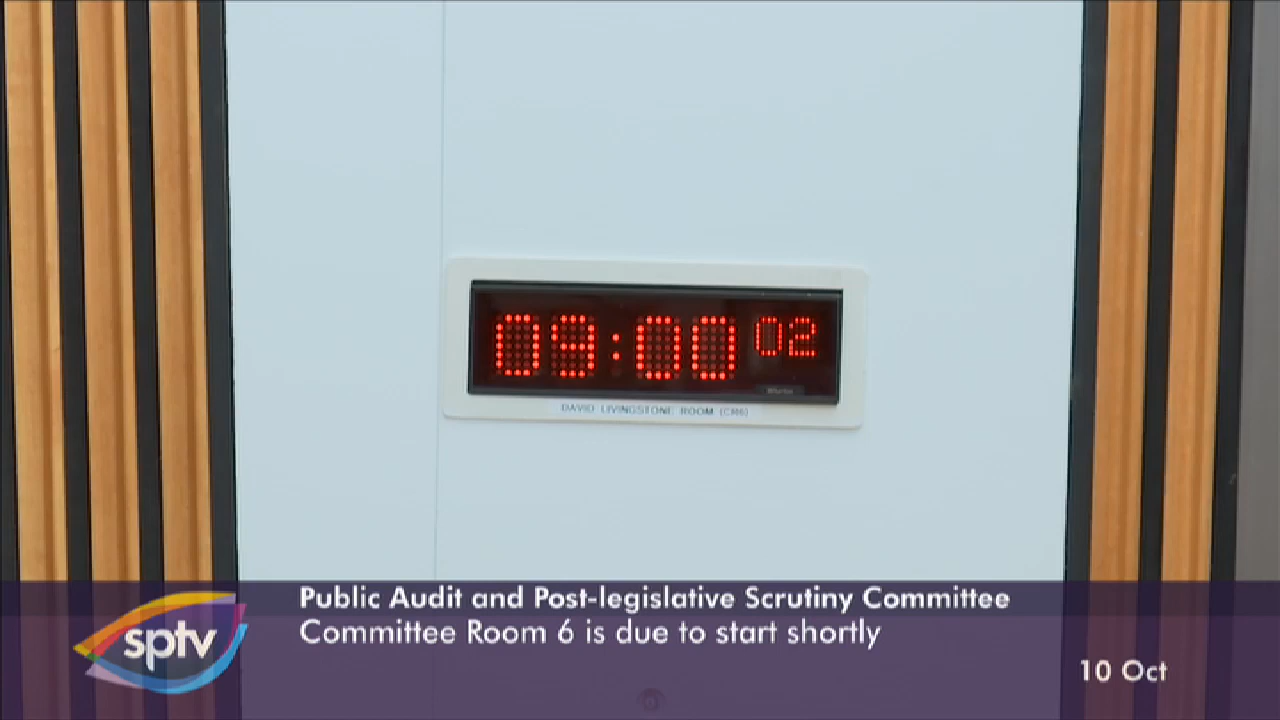 09:00 02
DAVID LIVINGSTONE ROOM (CR6)
Public Audit and Post-legislative Scrutiny Committee
Committee Room 6 is due to start shortly
sptv
10 Oct